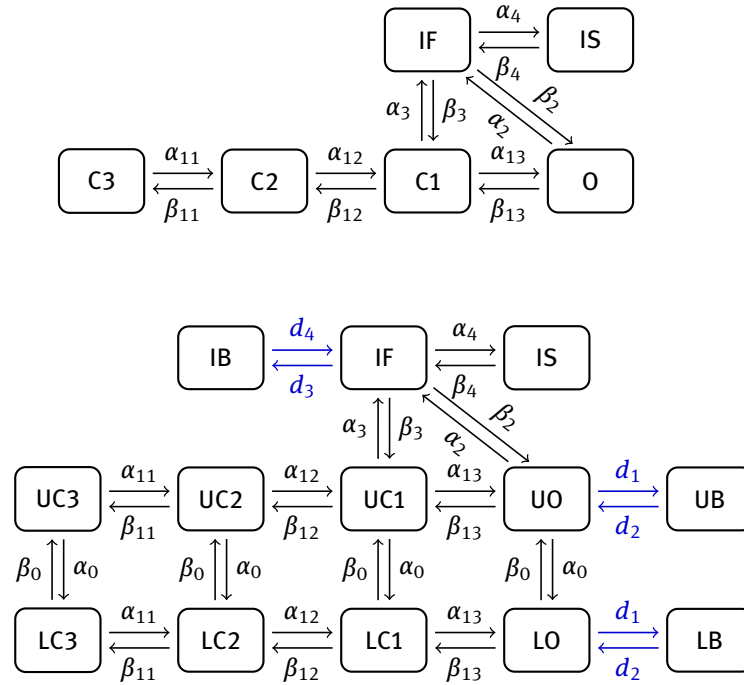 α4
IF IS
β4
β2
α3 β3 α2
α11 α12 α13
C3 C2 C1 O
β11 β12 β13
d4 α4
IB IF IS
d3 β4
β2
α3 β3 α2
α11 α12 α13 d1
UC3 UC2 UC1 UO UB
β11 β12 β13 d2
β0 α0 β0 α0 β0 α0 β0 α0
α11 α12 α13 d1
LC3 LC2 LC1 LO LB
β11 β12 β13 d2